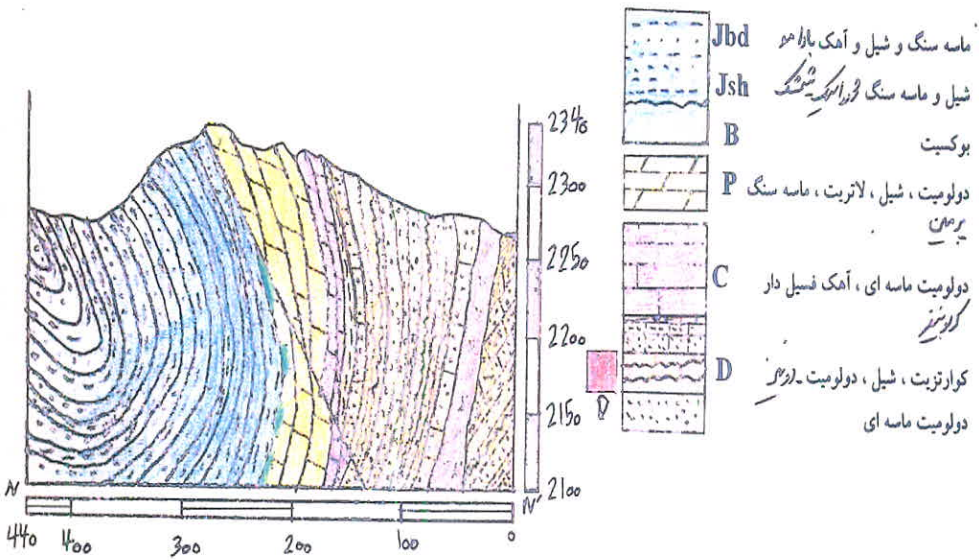 Jbd ماسه سنگ و شیل و آهک
Jsh شیل و ماسه سنگ
B بوکسیت
P دولومیت ، شیل ، لاتریت ، ماسه سنگ
پرمین
C دولومیت ماسه ای ، آهک فسیل دار
D کوارتزیت ، شیل ، دولومیت
دولومیت ماسه ای
D
2340
2300
2250
2200
2150
2100
N N'
440 400 300 200 100 0